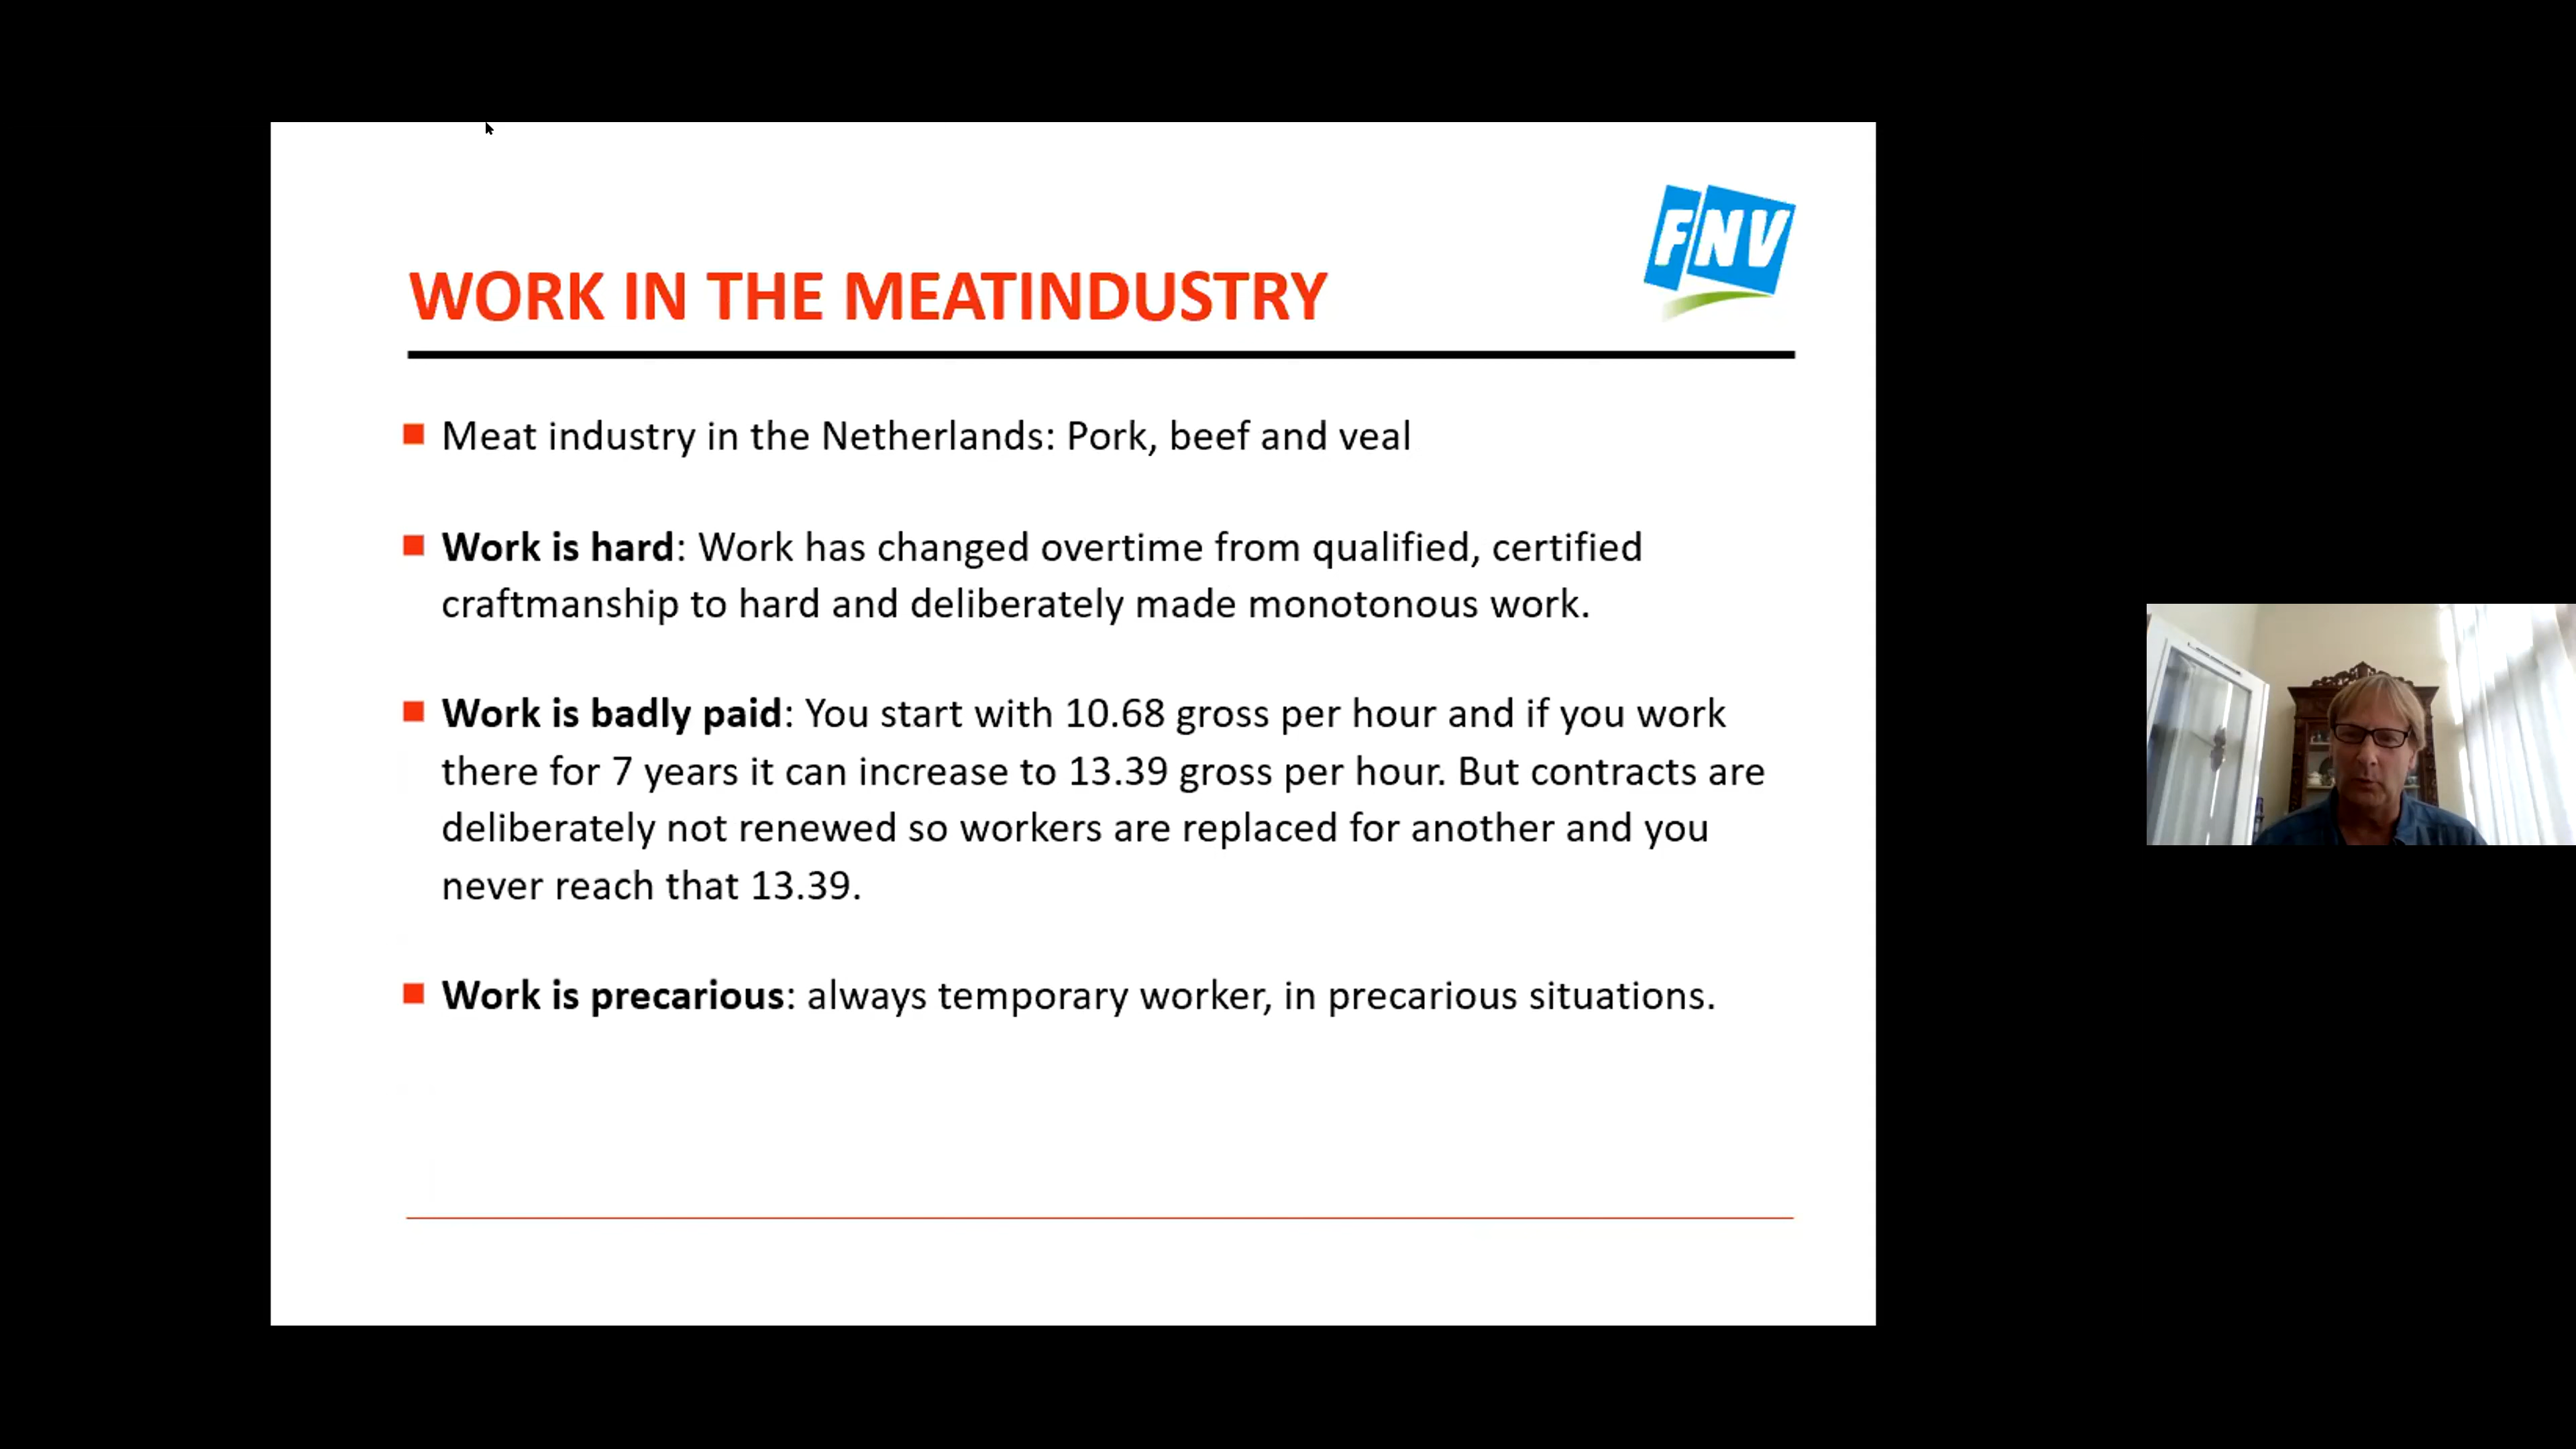 FNV
WORK IN THE MEATINDUSTRY
Meat industry in the Netherlands: Pork, beef and veal
Work is hard: Work has changed overtime from qualified, certified
craftmanship to hard and deliberately made monotonous work.
Work is badly paid: You start with 10.68 gross per hour and if you work
there for 7 years it can increase to 13.39 gross per hour. But contracts are
deliberately not renewed so workers are replaced for another and you
never reach that 13.39.
Work is precarious: always temporary worker, in precarious situations.